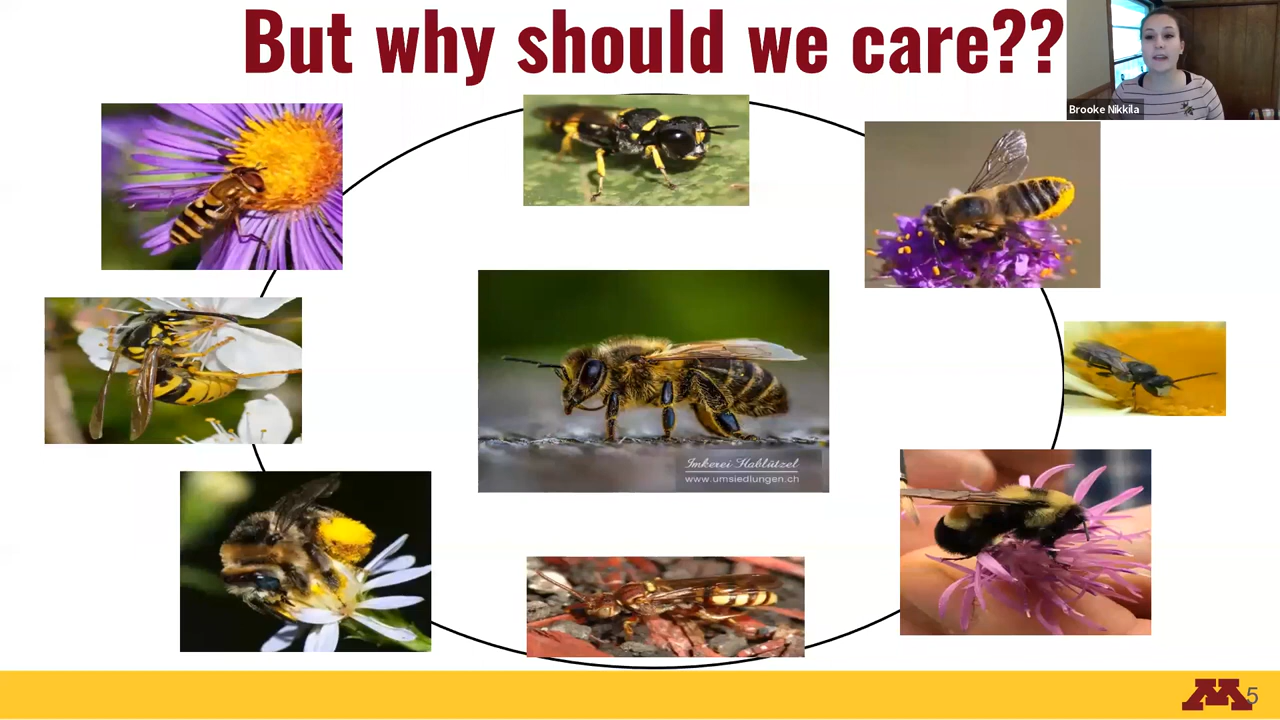 But why should we care??
Brooke Nikkila
Imkerei Hablützel
www.umsiedlungen.ch
M
5